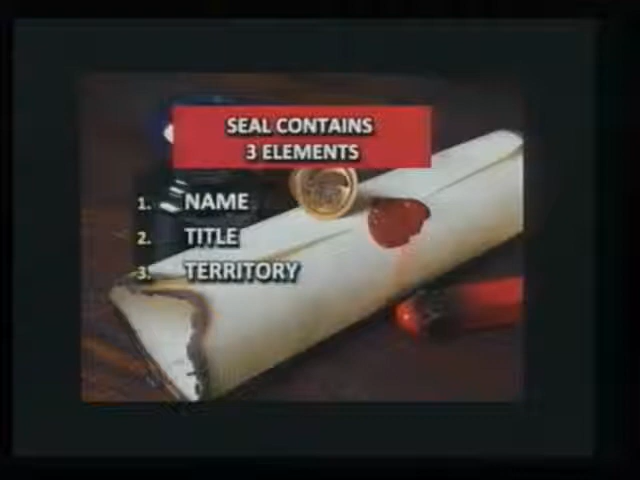 SEAL CONTAINS
3 ELEMENTS
1. NAME
2. TITLE
3. TERRITORY